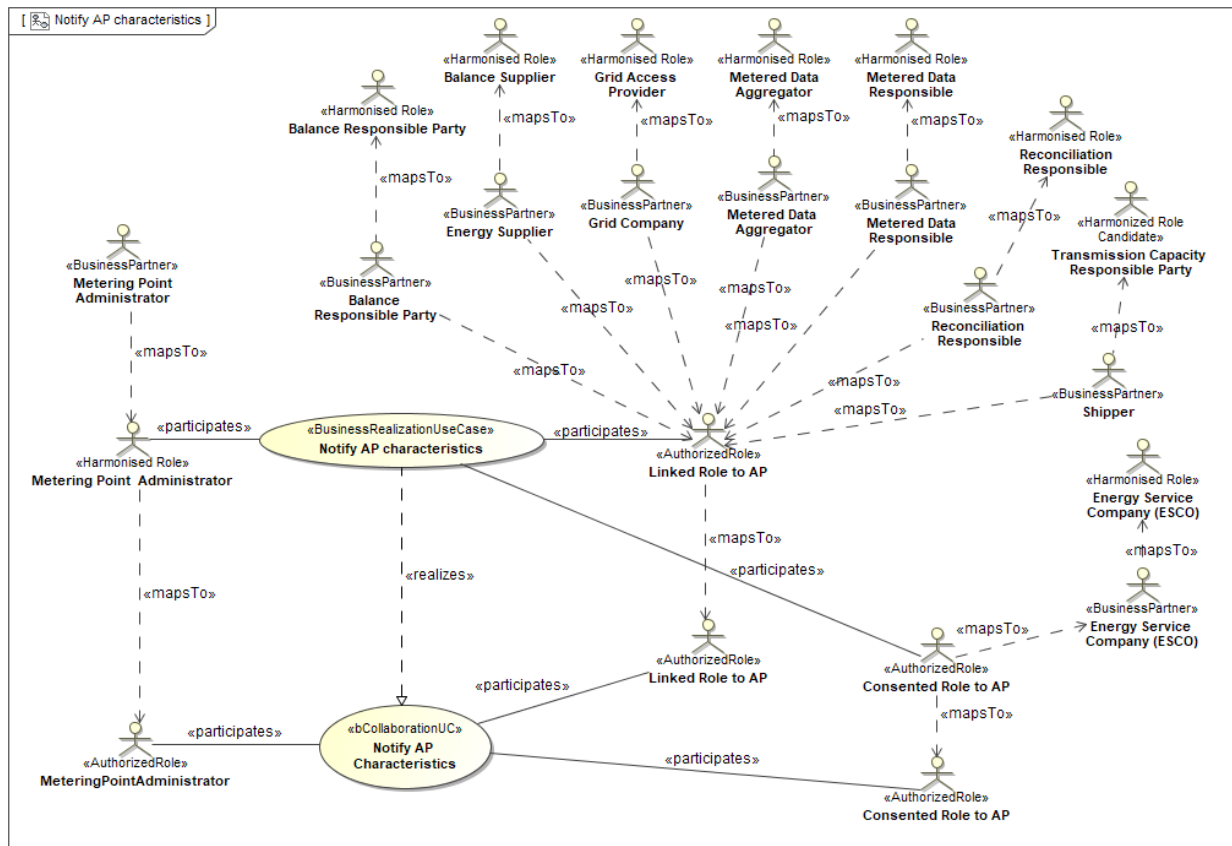 [ Notify AP characteristics ]
«Harmonised Role»
Balance Supplier
«Harmonised Role»
Grid Access
Provider
«Harmonised Role»
Metered Data
Aggregator
«Harmonised Role»
Metered Data
Responsible
«Harmonised Role»
Balance Responsible Party
«Harmonised Role»
Reconciliation
Responsible
«mapsTo»
«mapsTo»
«mapsTo»
«mapsTo»
«mapsTo»
«mapsTo»
«BusinessPartner»
Energy Supplier
«BusinessPartner»
Grid Company
«BusinessPartner»
Metered Data
Aggregator
«BusinessPartner»
Metered Data
Responsible
«Harmonized Role
Candidate»
Transmission Capacity
Responsible Party
«BusinessPartner»
Metering Point
Administrator
«BusinessPartner»
Balance
Responsible Party
«BusinessPartner»
Reconciliation
Responsible
«mapsTo»
«mapsTo»
«mapsTo»
«mapsTo»
«mapsTo»
«mapsTo»
«mapsTo»
«mapsTo»
«mapsTo»
«BusinessPartner»
Shipper
«mapsTo»
«participates»
«BusinessRealizationUseCase»
Notify AP characteristics
«participates»
«Harmonised Role»
Metering Point  Administrator
«AuthorizedRole»
Linked Role to AP
«Harmonised Role»
Energy Service
Company (ESCO)
«mapsTo»
«mapsTo»
«participates»
«realizes»
«mapsTo»
«BusinessPartner»
Energy Service
Company (ESCO)
«mapsTo»
«AuthorizedRole»
Linked Role to AP
«AuthorizedRole»
Consented Role to AP
«participates»
«mapsTo»
«participates»
«bCollaborationUC»
Notify AP
Characteristics
«participates»
«AuthorizedRole»
MeteringPointAdministrator
«AuthorizedRole»
Consented Role to AP